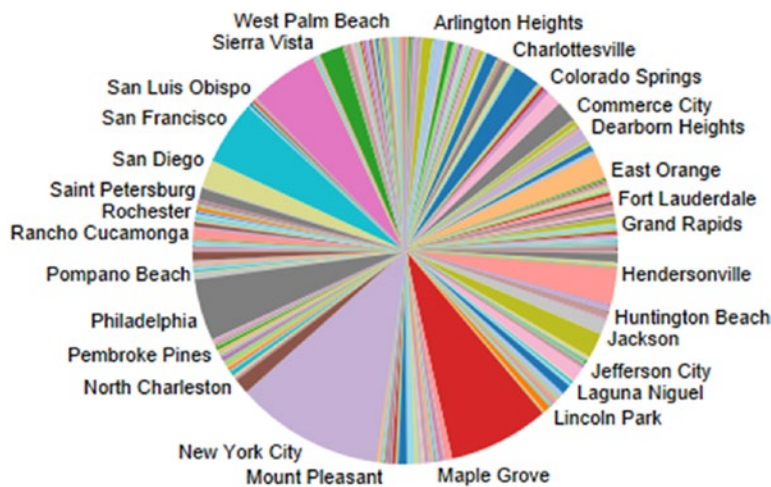 West Palm Beach
Arlington Heights
Sierra Vista
Charlottesville
Colorado Springs
San Luis Obispo
Commerce City
San Francisco
Dearborn Heights
San Diego
East Orange
Saint Petersburg
Fort Lauderdale
Rochester
Grand Rapids
Rancho Cucamonga
Pompano Beach
Hendersonville
Philadelphia
Huntington Beach
Jackson
Pembroke Pines
Jefferson City
North Charleston
Laguna Niguel
Lincoln Park
New York City
Mount Pleasant
Maple Grove